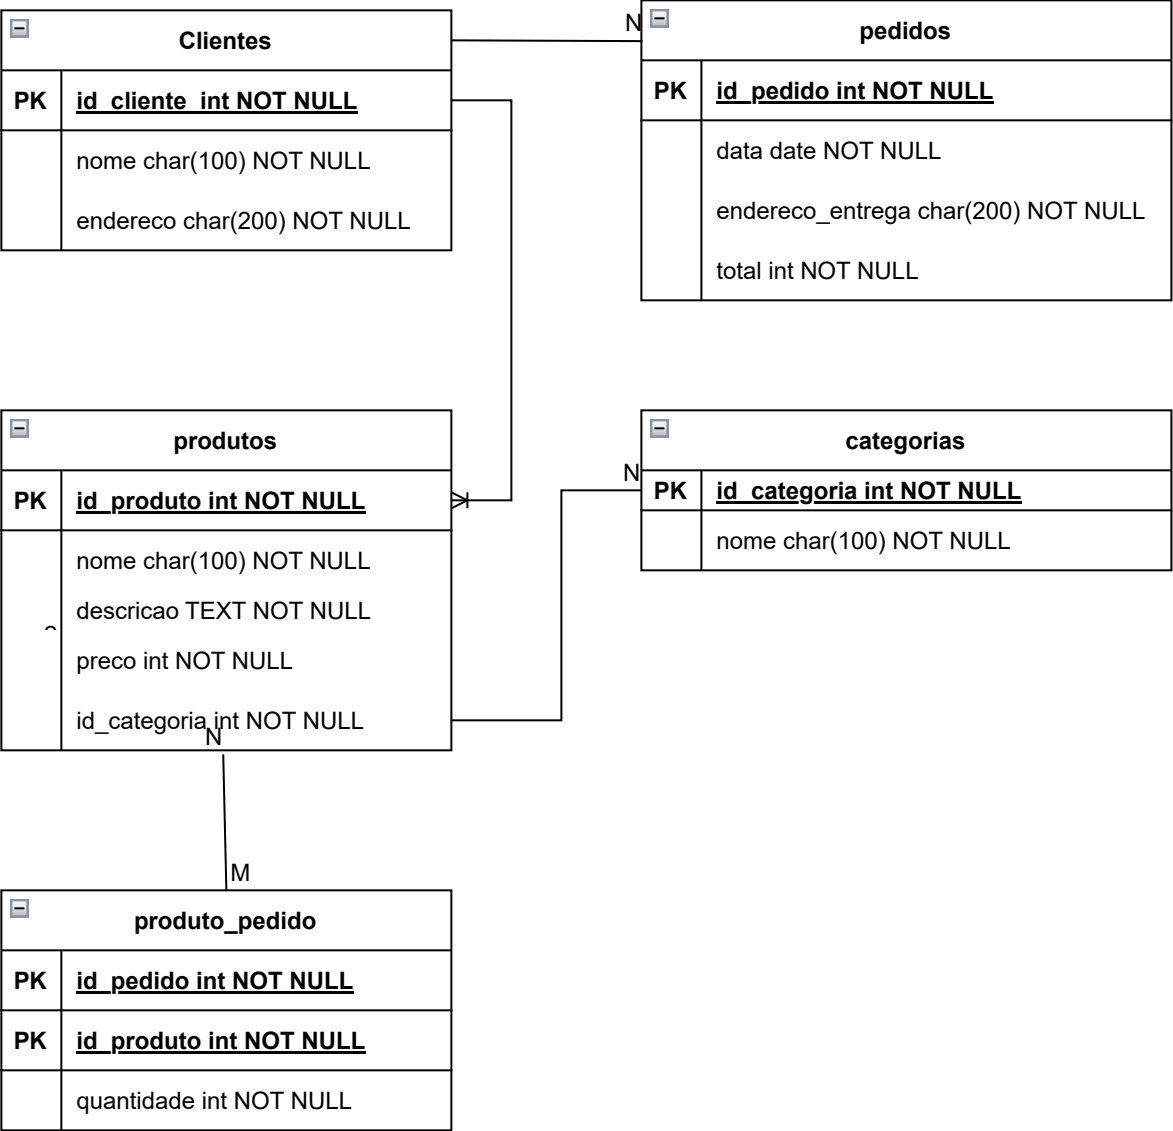 Clientes
PK id_cliente int NOT NULL
nome char(100) NOT NULL
endereco char(200) NOT NULL
N
pedidos
PK id_pedido int NOT NULL
data date NOT NULL
endereco_entrega char(200) NOT NULL
total int NOT NULL
produtos
PK id_produto int NOT NULL
nome char(100) NOT NULL
descricao TEXT NOT NULL
preco int NOT NULL
id_categoria int NOT NULL
N
categorias
N
PK id_categoria int NOT NULL
nome char(100) NOT NULL
M
produto_pedido
PK id_pedido int NOT NULL
PK id_produto int NOT NULL
quantidade int NOT NULL